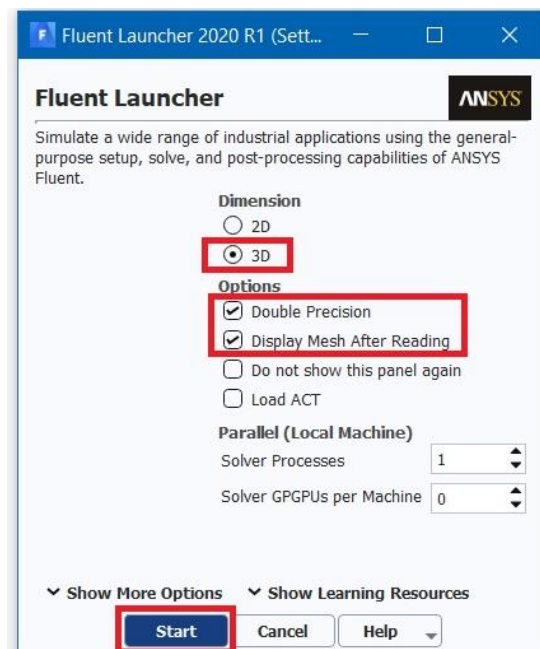 Fluent Launcher 2020 R1 (Sett...
Fluent Launcher
ANSYS
Simulate a wide range of industrial applications using the general-
purpose setup, solve, and post-processing capabilities of ANSYS
Fluent.
Dimension
2D
3D
Options
Double Precision
Display Mesh After Reading
Do not show this panel again
Load ACT
Parallel (Local Machine)
Solver Processes 1
Solver GPGPUs per Machine 0
Show More Options Show Learning Resources
Start Cancel Help